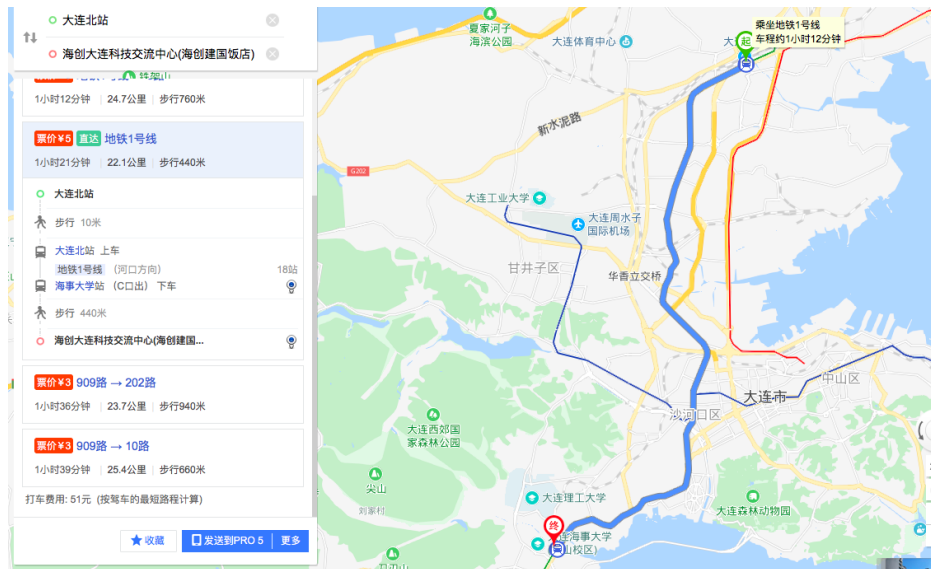 大连北站
海创大连科技交流中心(海创建国饭店)
1小时12分钟 24.7公里 步行760米
票价¥5 直达 地铁1号线
1小时21分钟 22.1公里 步行440米
大连北站
步行 10米
大连北站 上车
地铁1号线 (河口方向) 18站
海事大学站 (C口出) 下车
步行 440米
海创大连科技交流中心(海创建国...
票价¥3 909路 → 202路
1小时36分钟 23.7公里 步行940米
票价¥3 909路 → 10路
1小时39分钟 25.4公里 步行660米
打车费用: 51元 (按驾车的最短路程计算)
收藏 发送到PRO 5 更多
夏家河子
海滨公园
大连体育中心
起
乘坐地铁1号线
车程约1小时12分钟
新水泥路
G202
大连工业大学
大连周水子
国际机场
甘井子区
华香立交桥
中山区
大连市
沙河口区
大连西郊国
家森林公园
尖山
刘家村
大连理工大学
大连森林动物园
终
大连海事大学